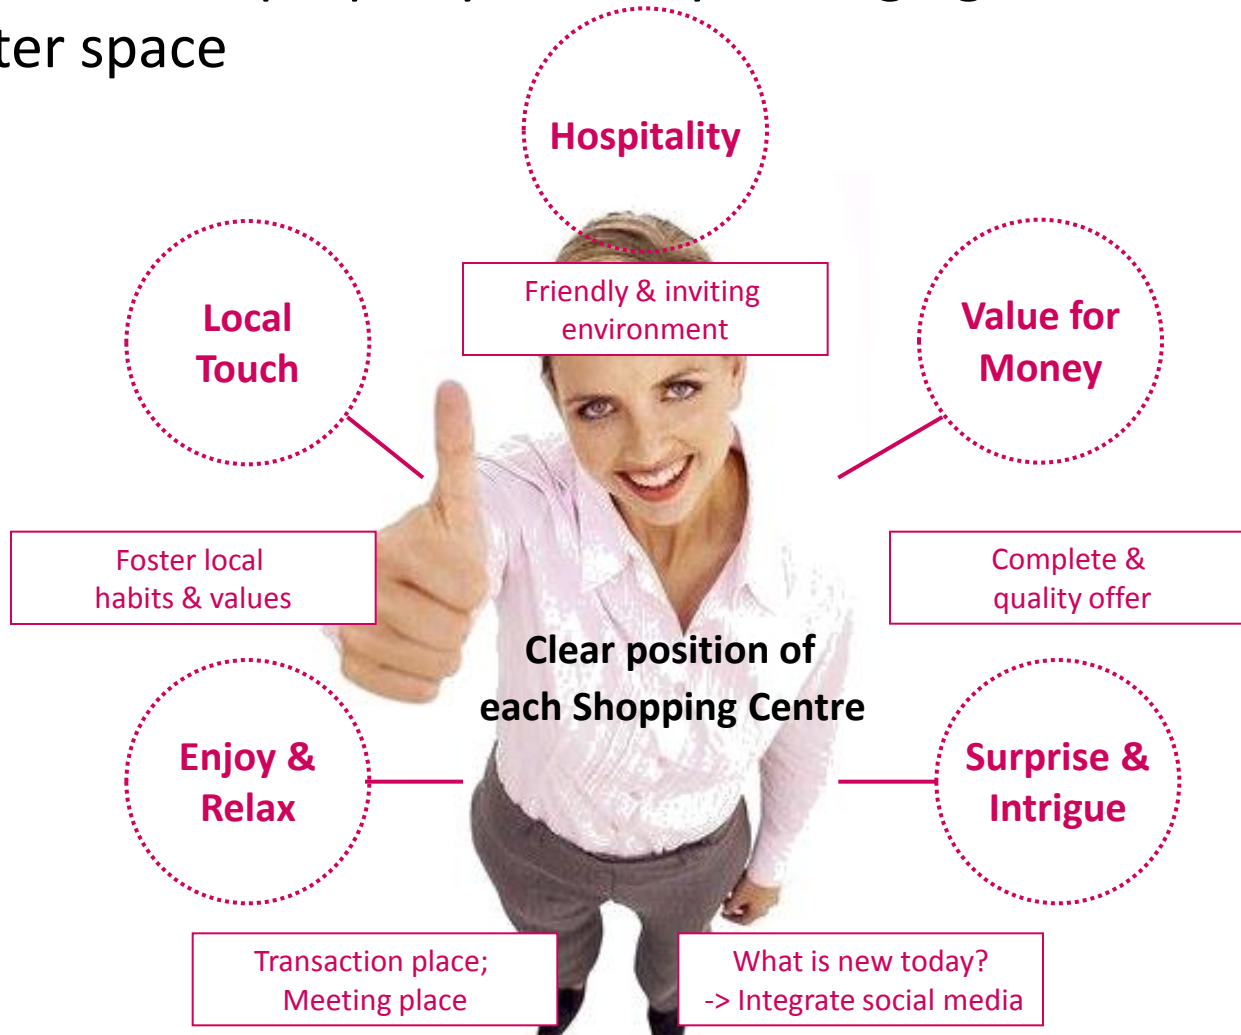 ter space
Hospitality
Friendly & inviting
environment
Local
Touch
Value for
Money
Foster local
habits & values
Complete &
quality offer
Clear position of
each Shopping Centre
Enjoy &
Relax
Surprise &
Intrigue
Transaction place;
Meeting place
What is new today?
-> Integrate social media